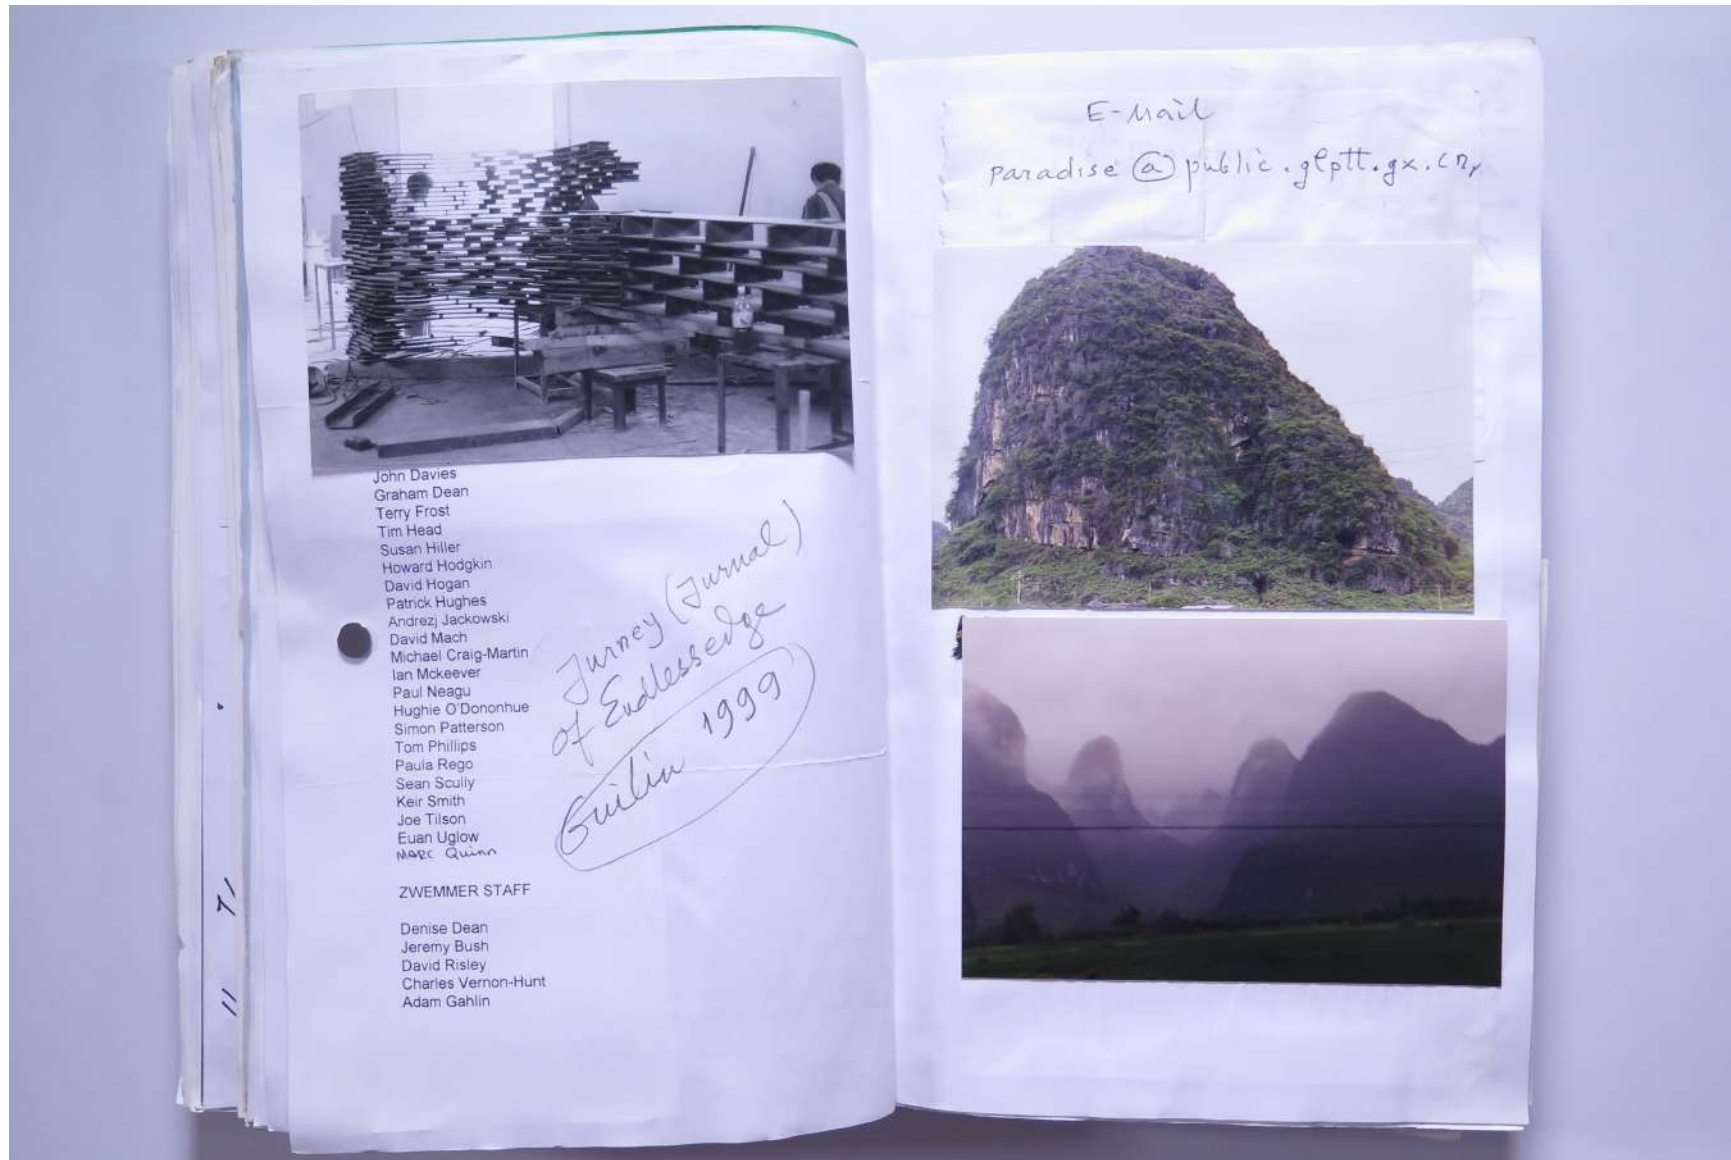 John Davies
Graham Dean
Terry Frost
Tim Head
Susan Hiller
Howard Hodgkin
David Hogan
Patrick Hughes
Andrezj Jackowski
David Mach
Michael Craig-Martin
Ian Mckeever
Paul Neagu
Hughie O'Dononhue
Simon Patterson
Tom Phillips
Paula Rego
Sean Scully
Keir Smith
Joe Tilson
Euan Uglow
MARC Quinn
ZWEMMER STAFF
Denise Dean
Jeremy Bush
David Risley
Charles Vernon-Hunt
Adam Gahlin
Jurney (Jurnal)
of Endlessedge
Guilin 1999
E-Mail
paradise @ public.glptt.gx.cn